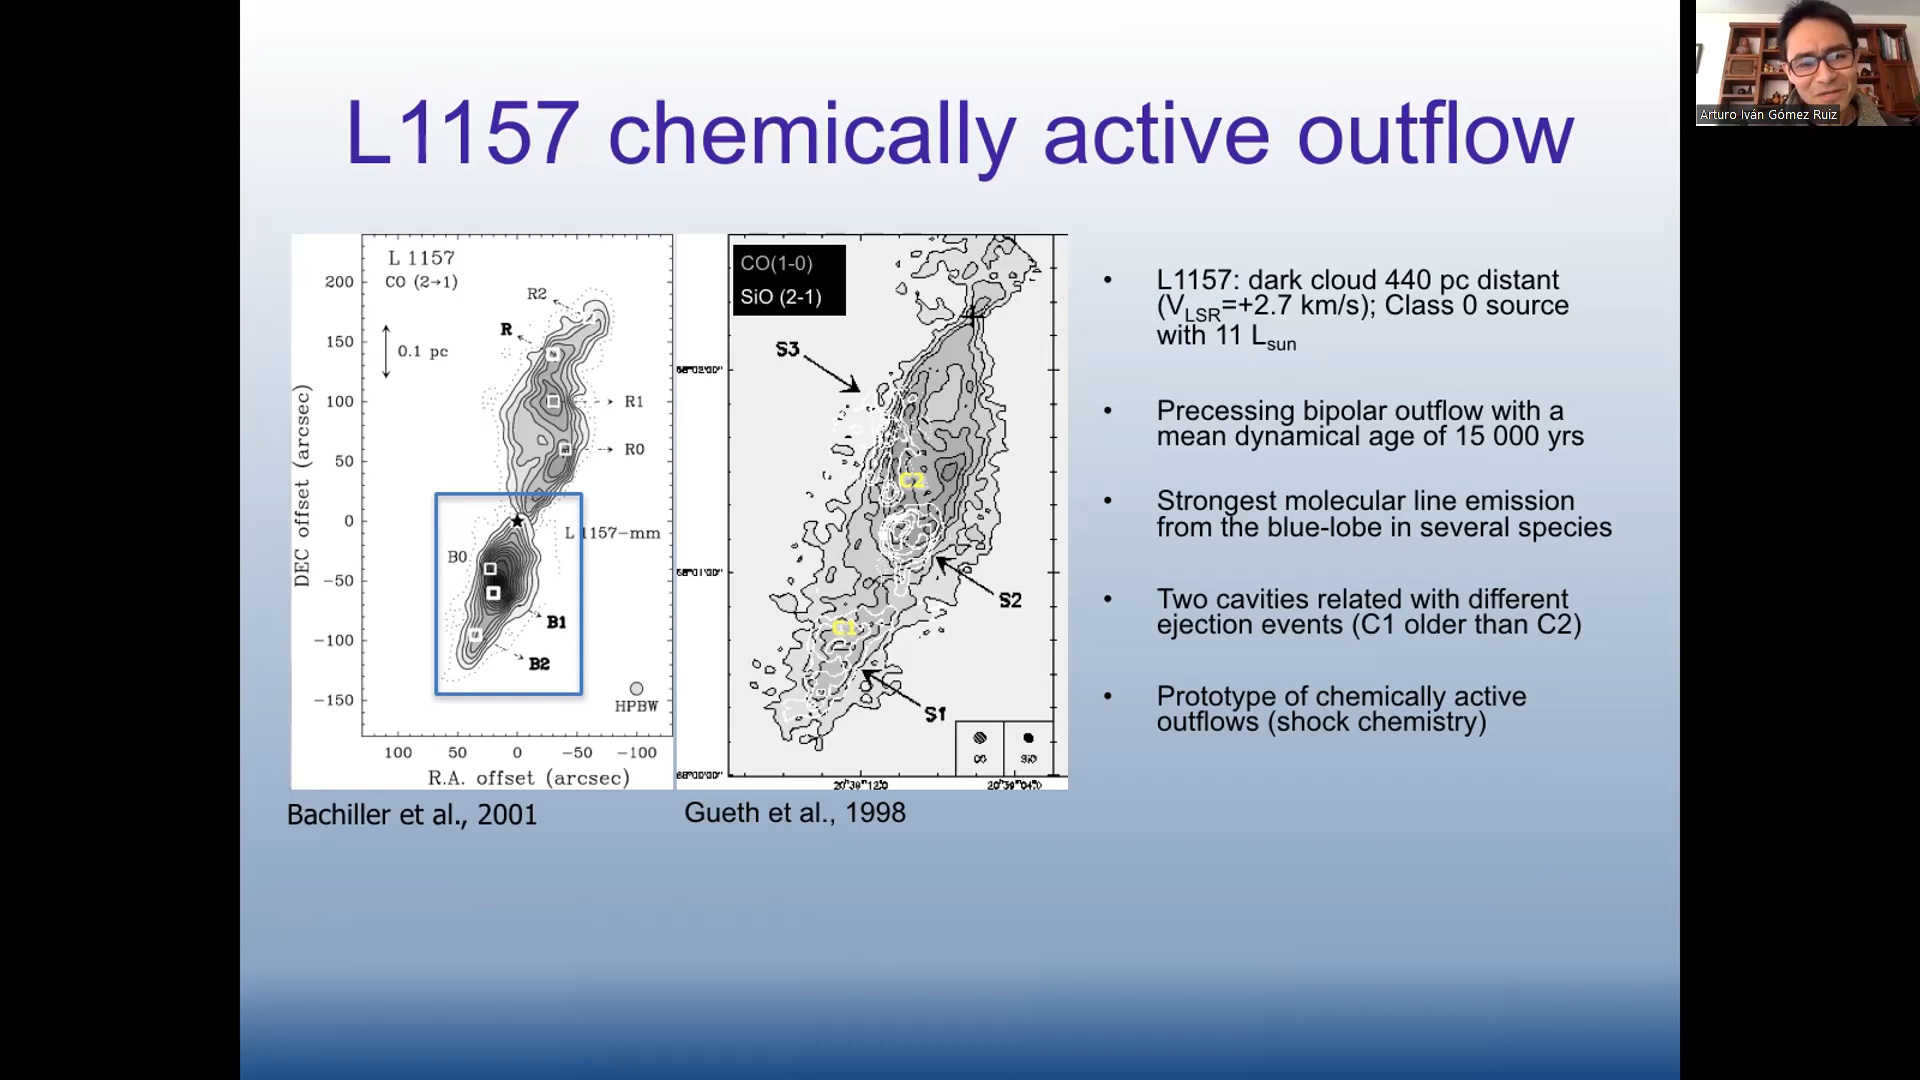 L1157 chemically active outflow
L 1157
CO (2→1)
R2
R
0.1 pc
R1
R0
L 1157-mm
B0
B1
B2
HPBW
200
150
100
50
0
-50
-100
-150
DEC offset (arcsec)
100 50 0 -50 -100
R.A. offset (arcsec)
Bachiller et al., 2001
CO(1-0)
SiO (2-1)
S3
C2
S2
C1
S1
CO SiO
Gueth et al., 1998
• L1157: dark cloud 440 pc distant
(VLSR=+2.7 km/s); Class 0 source
with 11 Lsun
• Precessing bipolar outflow with a
mean dynamical age of 15 000 yrs
• Strongest molecular line emission
from the blue-lobe in several species
• Two cavities related with different
ejection events (C1 older than C2)
• Prototype of chemically active
outflows (shock chemistry)
Arturo Iván Gómez Ruiz